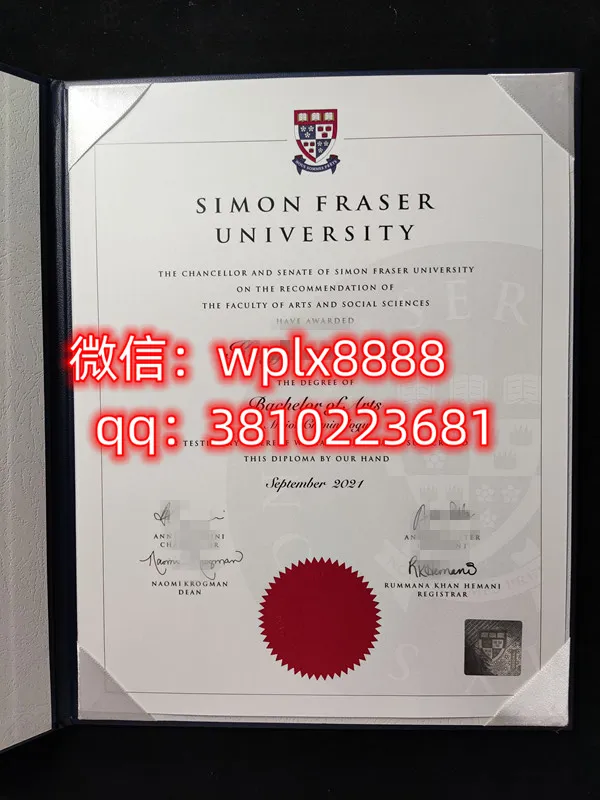 SIMON FRASER
UNIVERSITY
THE CHANCELLOR AND SENATE OF SIMON FRASER UNIVERSITY
ON THE RECOMMENDATION OF
THE FACULTY OF ARTS AND SOCIAL SCIENCES
HAVE AWARDED
微信：wplx8888
THE DEGREE OF
Bachelor of Arts
qq：3810223681
THIS DIPLOMA BY OUR HAND
September 2021
NAOMI KROGMAN
DEAN
RUMMANA KHAN HEMANI
REGISTRAR